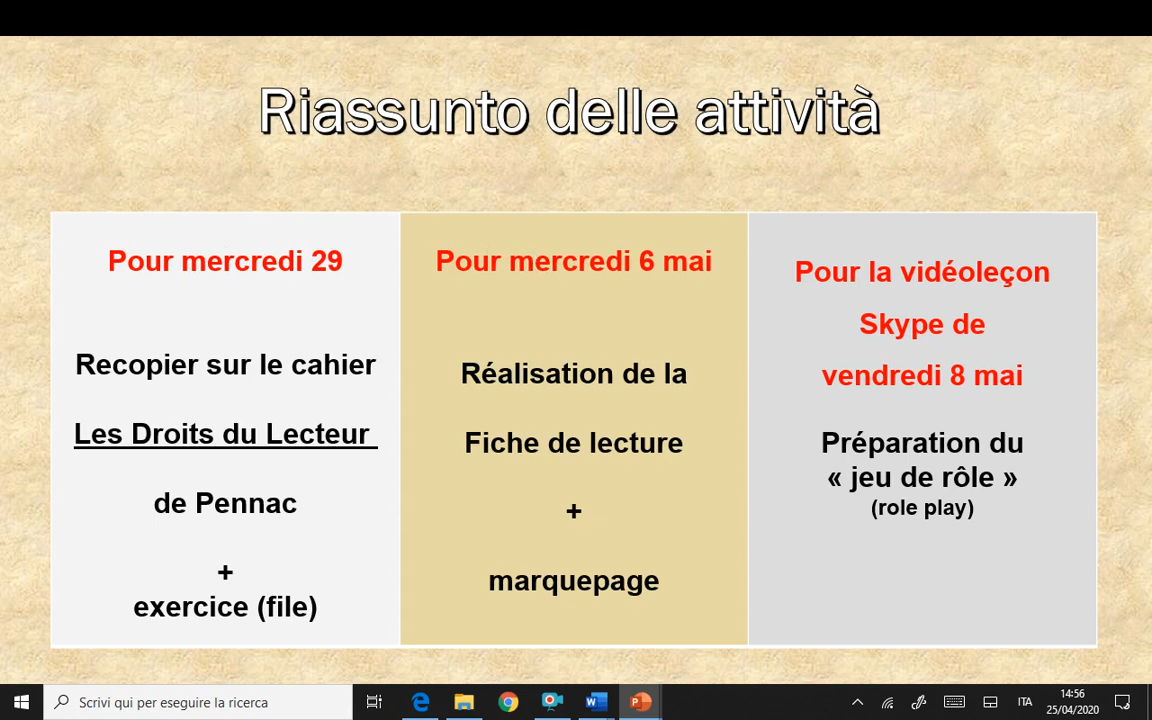 Riassunto delle attività
Pour mercredi 29
Recopier sur le cahier
Les Droits du Lecteur
de Pennac
+
exercice (file)
Pour mercredi 6 mai
Réalisation de la
Fiche de lecture
+
marquepage
Pour la vidéoleçon
Skype de
vendredi 8 mai
Préparation du
« jeu de rôle »
(role play)
Scrivi qui per eseguire la ricerca
ITA
14:56
25/04/2020